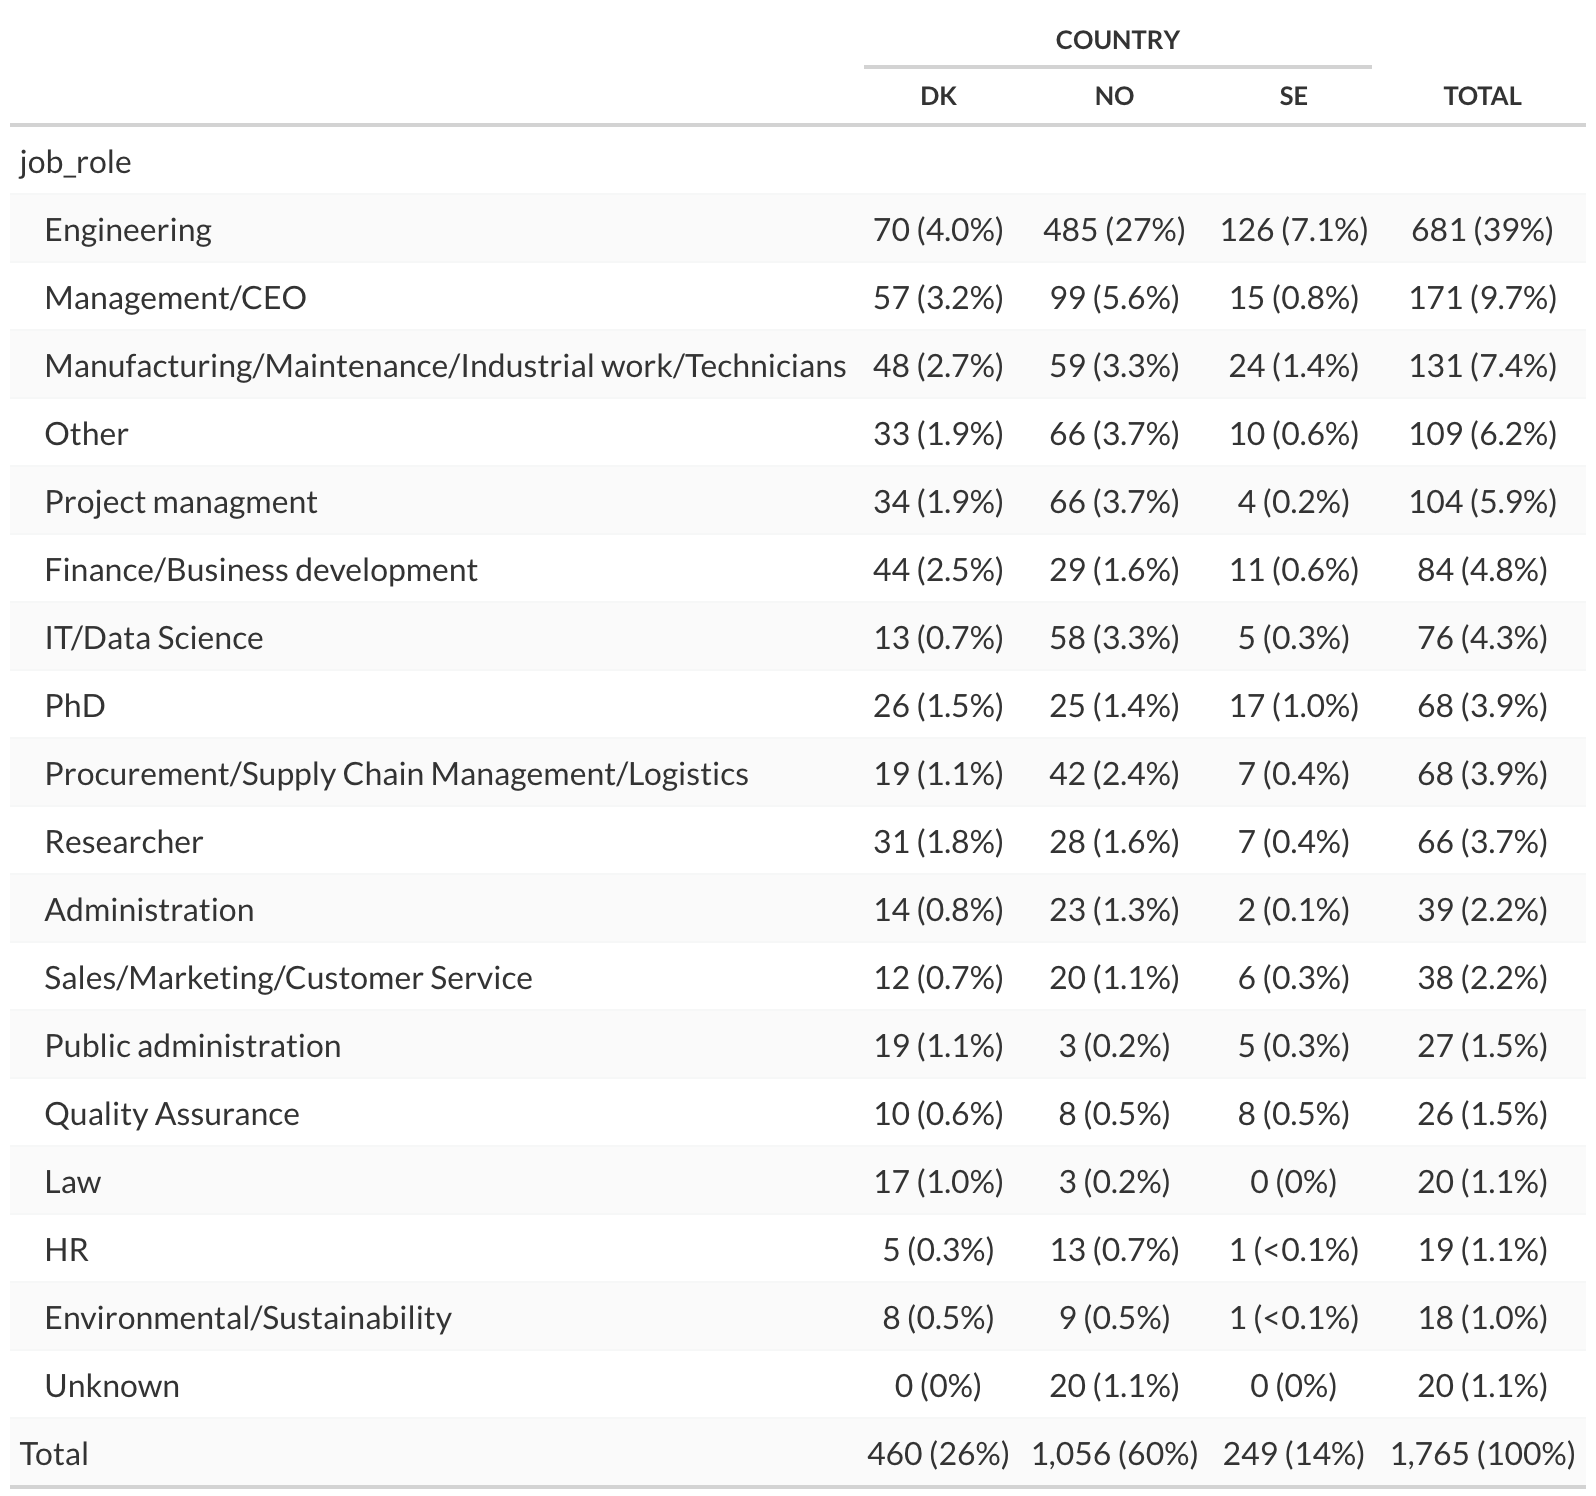 COUNTRY
DK NO SE TOTAL
job_role
Engineering 70 (4.0%) 485 (27%) 126 (7.1%) 681 (39%)
Management/CEO 57 (3.2%) 99 (5.6%) 15 (0.8%) 171 (9.7%)
Manufacturing/Maintenance/Industrial work/Technicians 48 (2.7%) 59 (3.3%) 24 (1.4%) 131 (7.4%)
Other 33 (1.9%) 66 (3.7%) 10 (0.6%) 109 (6.2%)
Project managment 34 (1.9%) 66 (3.7%) 4 (0.2%) 104 (5.9%)
Finance/Business development 44 (2.5%) 29 (1.6%) 11 (0.6%) 84 (4.8%)
IT/Data Science 13 (0.7%) 58 (3.3%) 5 (0.3%) 76 (4.3%)
PhD 26 (1.5%) 25 (1.4%) 17 (1.0%) 68 (3.9%)
Procurement/Supply Chain Management/Logistics 19 (1.1%) 42 (2.4%) 7 (0.4%) 68 (3.9%)
Researcher 31 (1.8%) 28 (1.6%) 7 (0.4%) 66 (3.7%)
Administration 14 (0.8%) 23 (1.3%) 2 (0.1%) 39 (2.2%)
Sales/Marketing/Customer Service 12 (0.7%) 20 (1.1%) 6 (0.3%) 38 (2.2%)
Public administration 19 (1.1%) 3 (0.2%) 5 (0.3%) 27 (1.5%)
Quality Assurance 10 (0.6%) 8 (0.5%) 8 (0.5%) 26 (1.5%)
Law 17 (1.0%) 3 (0.2%) 0 (0%) 20 (1.1%)
HR 5 (0.3%) 13 (0.7%) 1 (<0.1%) 19 (1.1%)
Environmental/Sustainability 8 (0.5%) 9 (0.5%) 1 (<0.1%) 18 (1.0%)
Unknown 0 (0%) 20 (1.1%) 0 (0%) 20 (1.1%)
Total 460 (26%) 1,056 (60%) 249 (14%) 1,765 (100%)